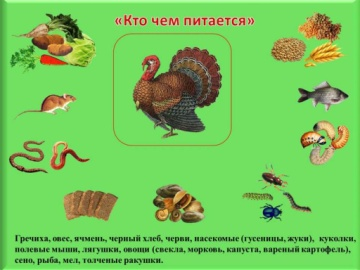 «Кто чем питается»
Гречиха, овес, ячмень, черный хлеб, черви, насекомые (гусеницы, жуки), куколки,
полевые мыши, лягушки, овощи (свекла, морковь, капуста, вареный картофель),
сено, рыба, мел, толченые ракушки.